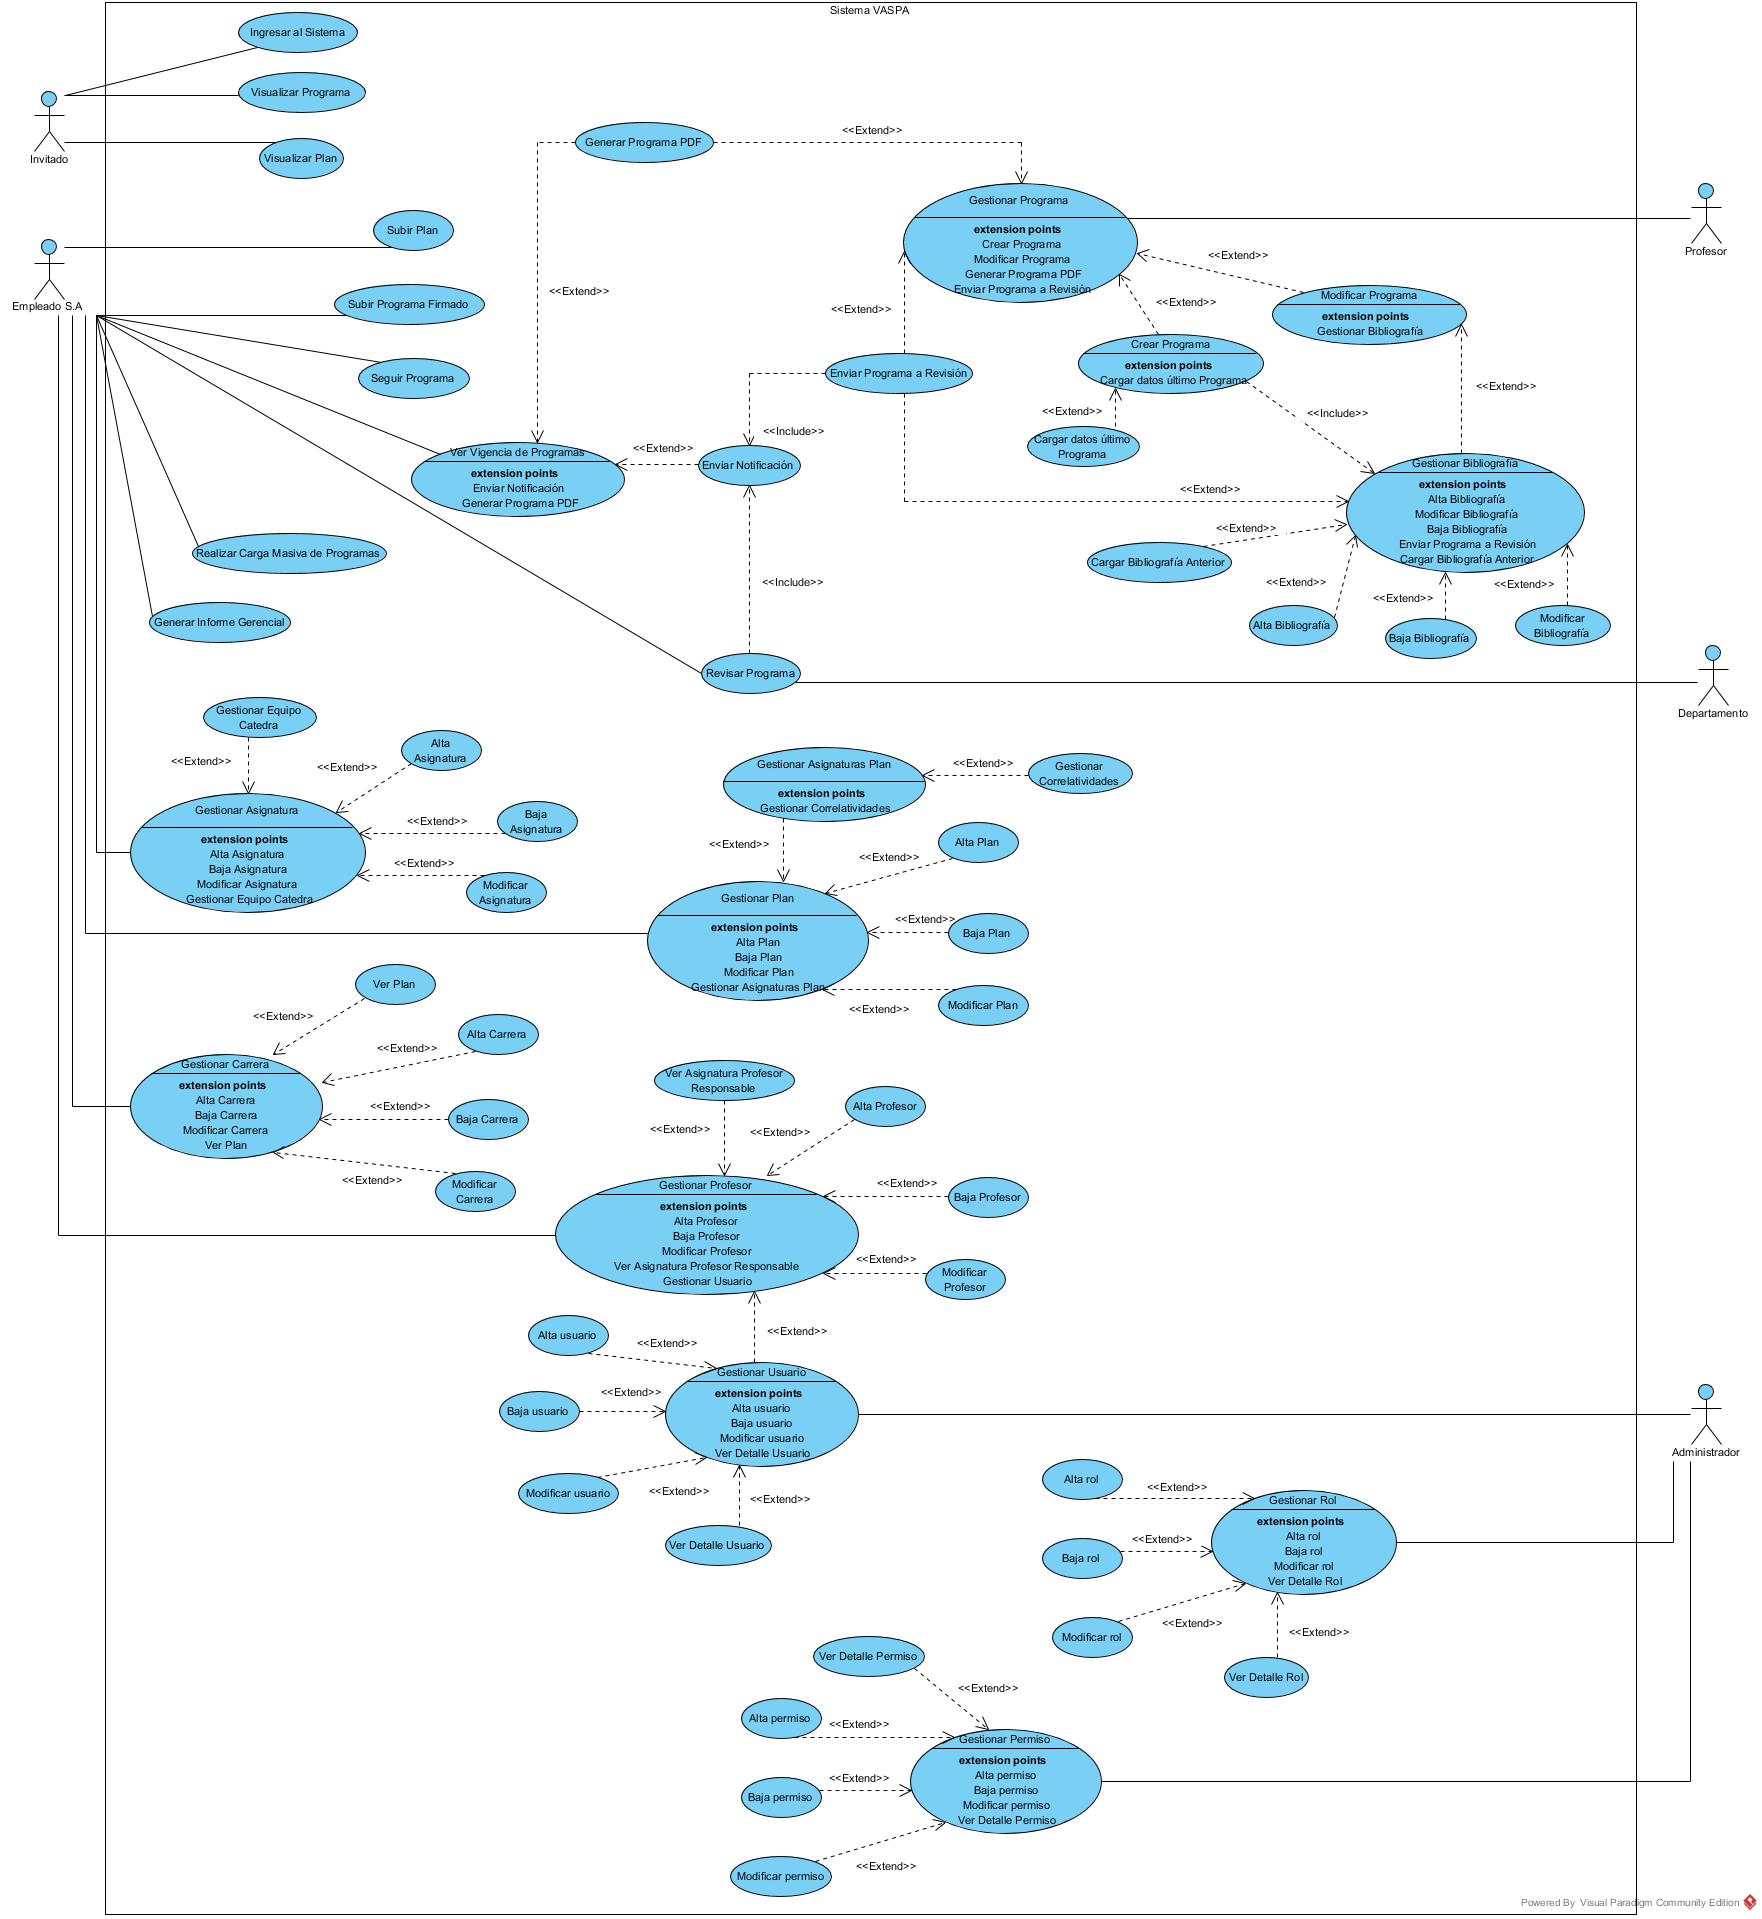 Sistema VASPA
Ingresar al Sistema
Visualizar Programa
Visualizar Plan
Invitado
Generar Programa PDF
<<Extend>>
<<Extend>>
Gestionar Programa
extension points
Crear Programa
Modificar Programa
Generar Programa PDF
Enviar Programa a Revisión
Profesor
Subir Plan
Empleado S.A
Subir Programa Firmado
Seguir Programa
<<Extend>>
Modificar Programa
extension points
Gestionar Bibliografía
<<Extend>>
Crear Programa
extension points
Cargar datos último Programa
<<Extend>>
Enviar Programa a Revisión
<<Extend>>
<<Include>>
<<Extend>>
Cargar datos último
Programa
<<Include>>
<<Extend>>
Enviar Notificación
Ver Vigencia de Programas
extension points
Enviar Notificación
Generar Programa PDF
Gestionar Bibliografía
extension points
Alta Bibliografía
Modificar Bibliografía
Baja Bibliografía
Enviar Programa a Revisión
Cargar Bibliografía Anterior
<<Extend>>
<<Extend>>
Cargar Bibliografía Anterior
<<Extend>>
<<Extend>>
<<Extend>>
Alta Bibliografía
Baja Bibliografía
Modificar
Bibliografía
Realizar Carga Masiva de Programas
Generar Informe Gerencial
<<Include>>
Revisar Programa
Departamento
Gestionar Equipo
Catedra
<<Extend>>
<<Extend>>
Alta
Asignatura
Gestionar Asignatura
extension points
Alta Asignatura
Baja Asignatura
Modificar Asignatura
Gestionar Equipo Catedra
<<Extend>>
Baja
Asignatura
<<Extend>>
Modificar
Asignatura
Gestionar Asignaturas Plan
extension points
Gestionar Correlatividades
<<Extend>>
Gestionar
Correlatividades
<<Extend>>
<<Extend>>
Alta Plan
Gestionar Plan
extension points
Alta Plan
Baja Plan
Modificar Plan
Gestionar Asignaturas Plan
<<Extend>>
Baja Plan
<<Extend>>
Modificar Plan
Ver Plan
<<Extend>>
<<Extend>>
Alta Carrera
Gestionar Carrera
extension points
Alta Carrera
Baja Carrera
Modificar Carrera
Ver Plan
<<Extend>>
Baja Carrera
<<Extend>>
Modificar
Carrera
Ver Asignatura Profesor
Responsable
<<Extend>>
<<Extend>>
Alta Profesor
Gestionar Profesor
extension points
Alta Profesor
Baja Profesor
Modificar Profesor
Ver Asignatura Profesor Responsable
Gestionar Usuario
<<Extend>>
Baja Profesor
<<Extend>>
Modificar
Profesor
<<Extend>>
Alta usuario
<<Extend>>
Baja usuario
<<Extend>>
Gestionar Usuario
extension points
Alta usuario
Baja usuario
Modificar usuario
Ver Detalle Usuario
Modificar usuario
<<Extend>>
<<Extend>>
Ver Detalle Usuario
Administrador
Alta rol
<<Extend>>
Baja rol
<<Extend>>
Gestionar Rol
extension points
Alta rol
Baja rol
Modificar rol
Ver Detalle Rol
Modificar rol
<<Extend>>
<<Extend>>
Ver Detalle Rol
Ver Detalle Permiso
<<Extend>>
Alta permiso
<<Extend>>
Baja permiso
<<Extend>>
Gestionar Permiso
extension points
Alta permiso
Baja permiso
Modificar permiso
Ver Detalle Permiso
Modificar permiso
<<Extend>>
Powered By Visual Paradigm Community Edition